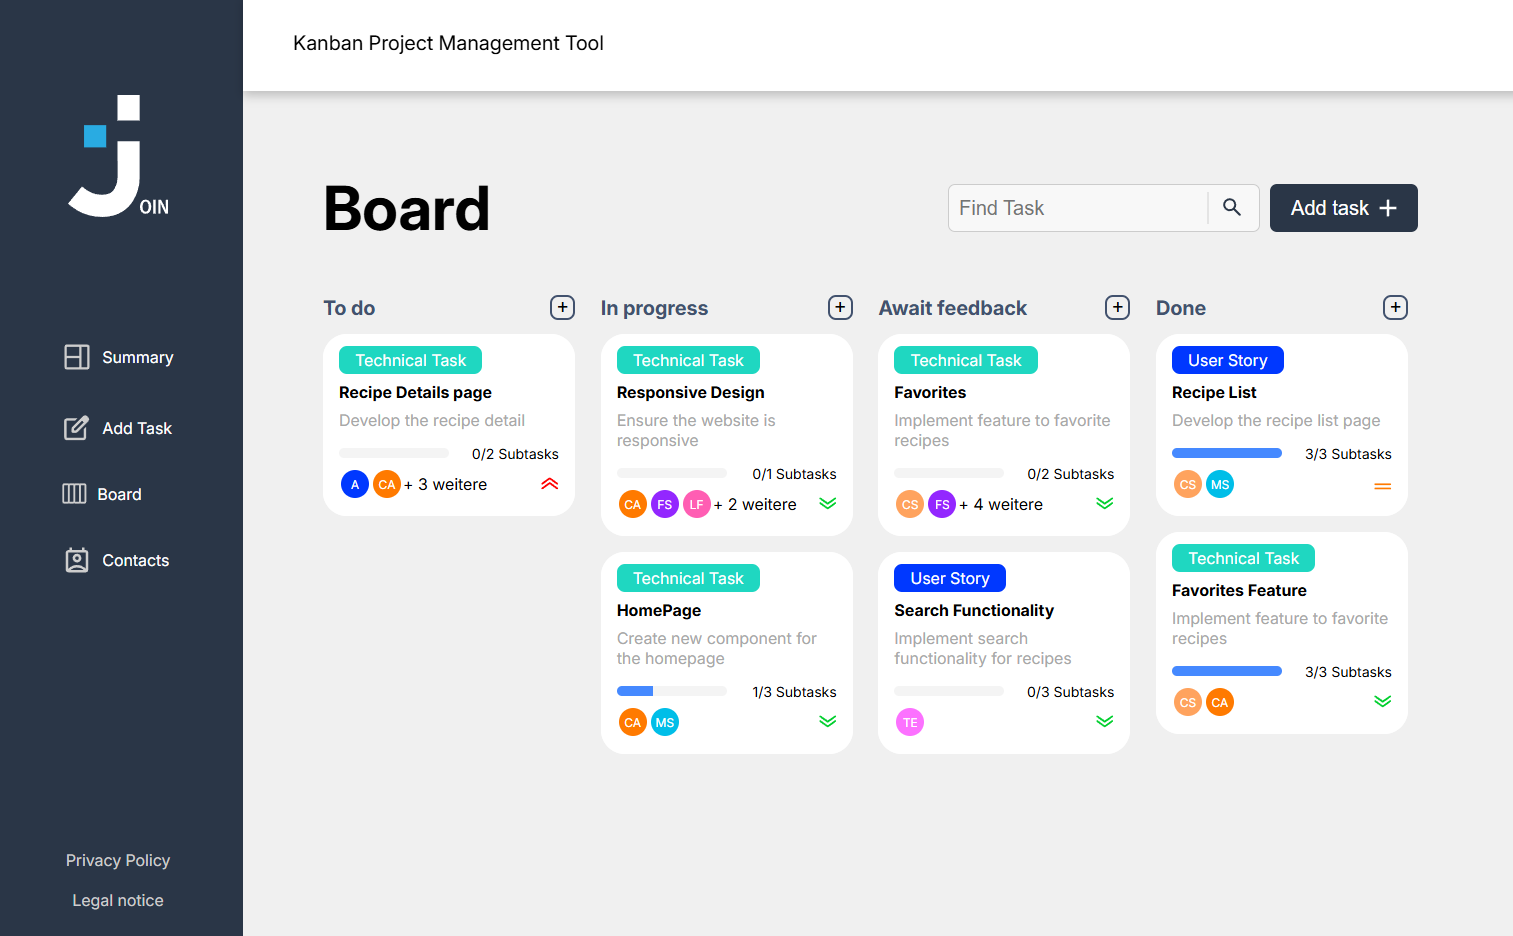 Kanban Project Management Tool
OIN
Summary
Add Task
Board
Contacts
Privacy Policy
Legal notice
Board
Find Task
Add task +
To do +
Technical Task
Recipe Details page
Develop the recipe detail
0/2 Subtasks
A CA + 3 weitere
In progress +
Technical Task
Responsive Design
Ensure the website is
responsive
0/1 Subtasks
CA FS LF + 2 weitere
Technical Task
HomePage
Create new component for
the homepage
1/3 Subtasks
CA MS
Await feedback +
Technical Task
Favorites
Implement feature to favorite
recipes
0/2 Subtasks
CS FS + 4 weitere
User Story
Search Functionality
Implement search
functionality for recipes
0/3 Subtasks
TE
Done +
User Story
Recipe List
Develop the recipe list page
3/3 Subtasks
CS MS
Technical Task
Favorites Feature
Implement feature to favorite
recipes
3/3 Subtasks
CS CA